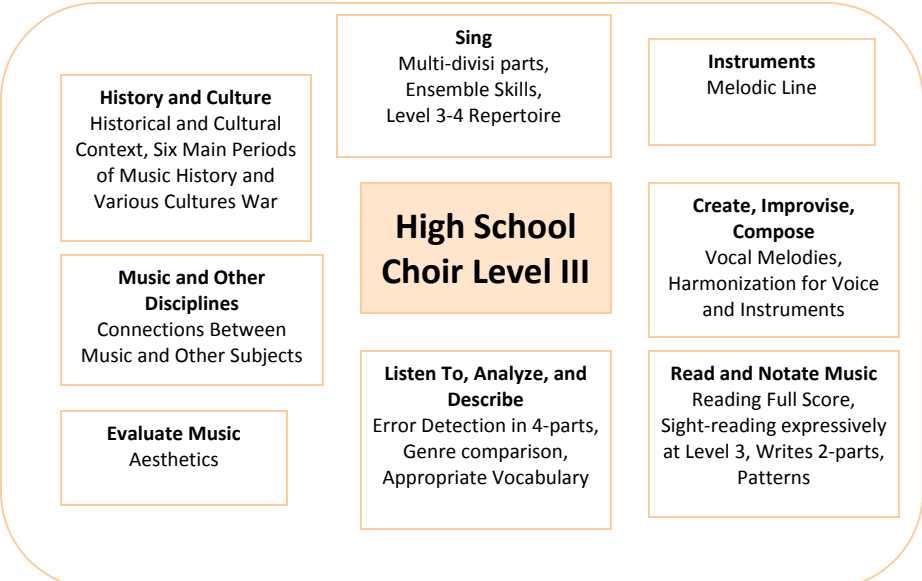 Sing
Multi-divisi parts,
Ensemble Skills,
Level 3-4 Repertoire
Instruments
Melodic Line
History and Culture
Historical and Cultural
Context, Six Main Periods
of Music History and
Various Cultures War
High School
Choir Level III
Create, Improvise,
Compose
Vocal Melodies,
Harmonization for Voice
and Instruments
Music and Other
Disciplines
Connections Between
Music and Other Subjects
Listen To, Analyze, and
Describe
Error Detection in 4-parts,
Genre comparison,
Appropriate Vocabulary
Read and Notate Music
Reading Full Score,
Sight-reading expressively
at Level 3, Writes 2-parts,
Patterns
Evaluate Music
Aesthetics